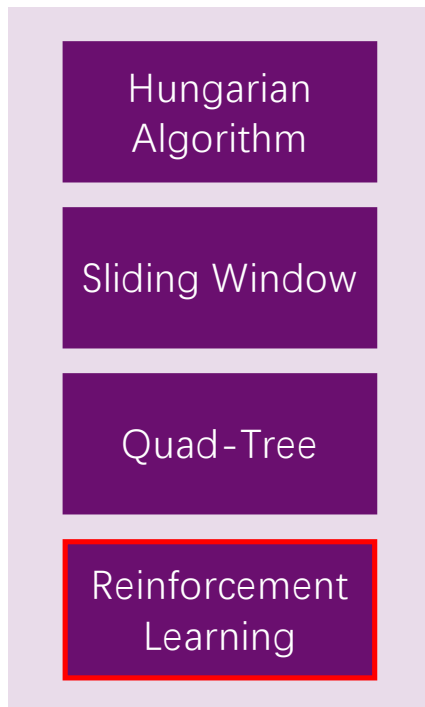 Hungarian
Algorithm
Sliding Window
Quad-Tree
Reinforcement
Learning